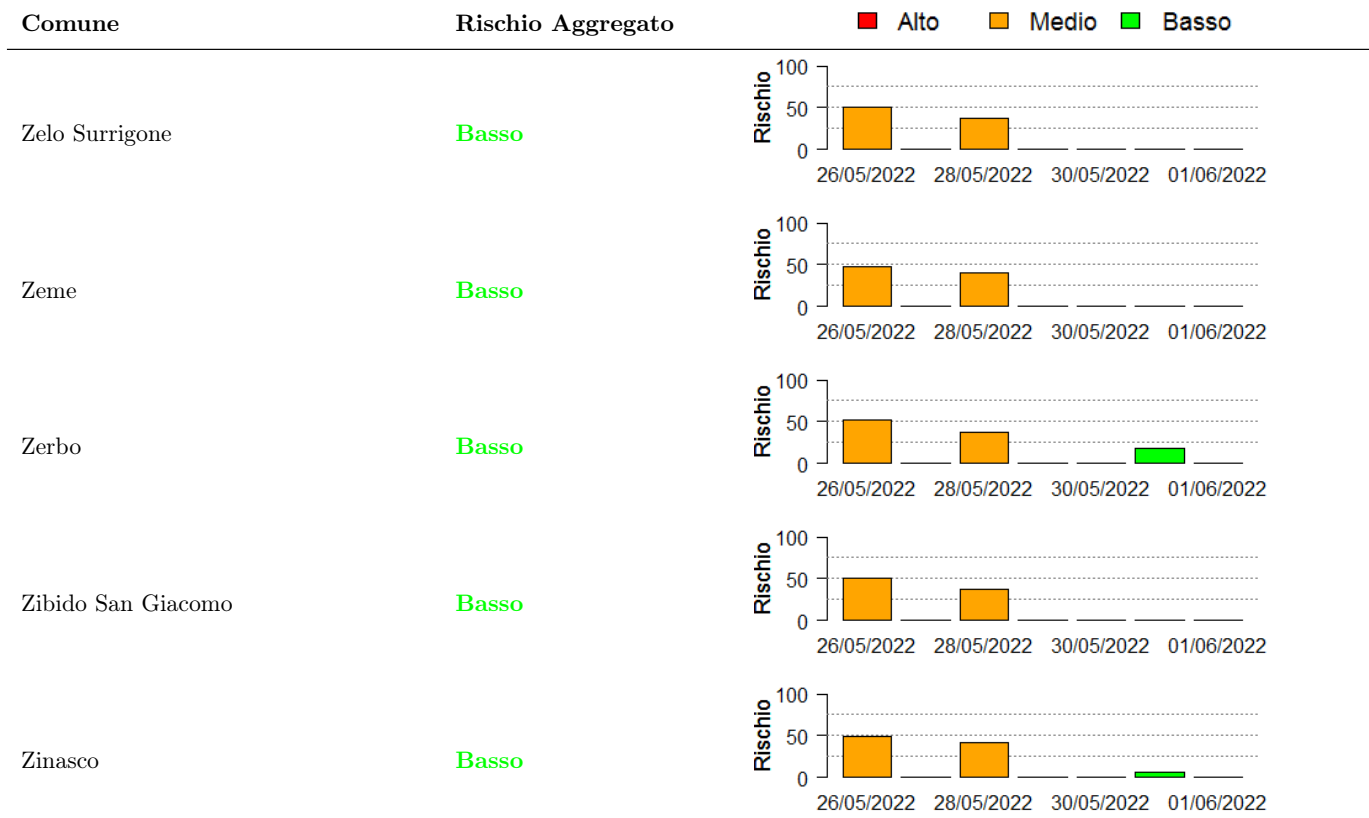 Comune Rischio Aggregato Alto Medio Basso
Zelo Surrigone Basso
Rischio
100
50
0
26/05/2022 28/05/2022 30/05/2022 01/06/2022
Zeme Basso
Rischio
100
50
0
26/05/2022 28/05/2022 30/05/2022 01/06/2022
Zerbo Basso
Rischio
100
50
0
26/05/2022 28/05/2022 30/05/2022 01/06/2022
Zibido San Giacomo Basso
Rischio
100
50
0
26/05/2022 28/05/2022 30/05/2022 01/06/2022
Zinasco Basso
Rischio
100
50
0
26/05/2022 28/05/2022 30/05/2022 01/06/2022